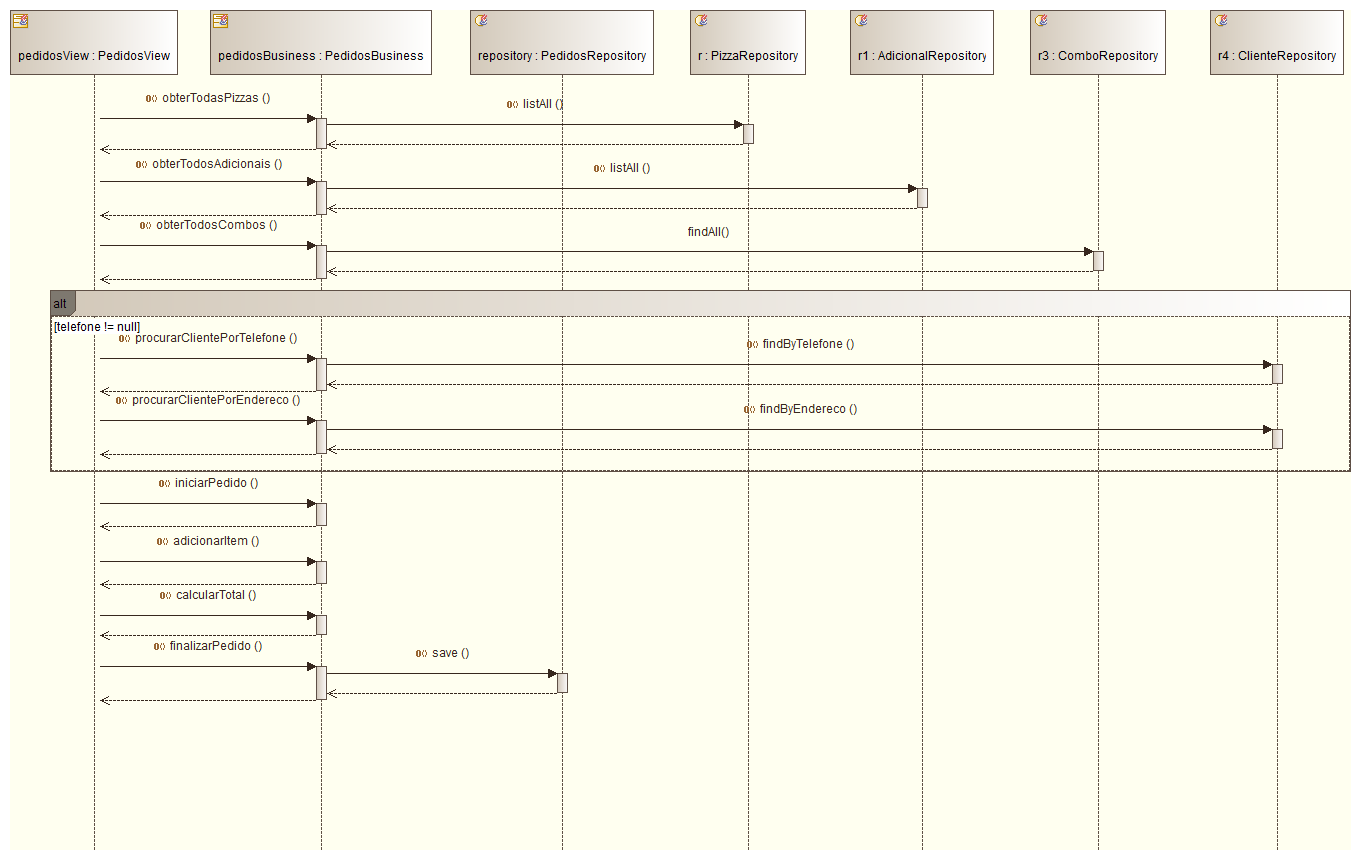 pedidosView : PedidosView
pedidosBusiness : PedidosBusiness
repository : PedidosRepository
r : PizzaRepository
r1 : AdicionalRepository
r3 : ComboRepository
r4 : ClienteRepository
obterTodasPizzas ()
listAll ()
obterTodosAdicionais ()
listAll ()
obterTodosCombos ()
findAll()
alt
[telefone != null]
procurarClientePorTelefone ()
findByTelefone ()
procurarClientePorEndereco ()
findByEndereco ()
iniciarPedido ()
adicionarItem ()
calcularTotal ()
finalizarPedido ()
save ()